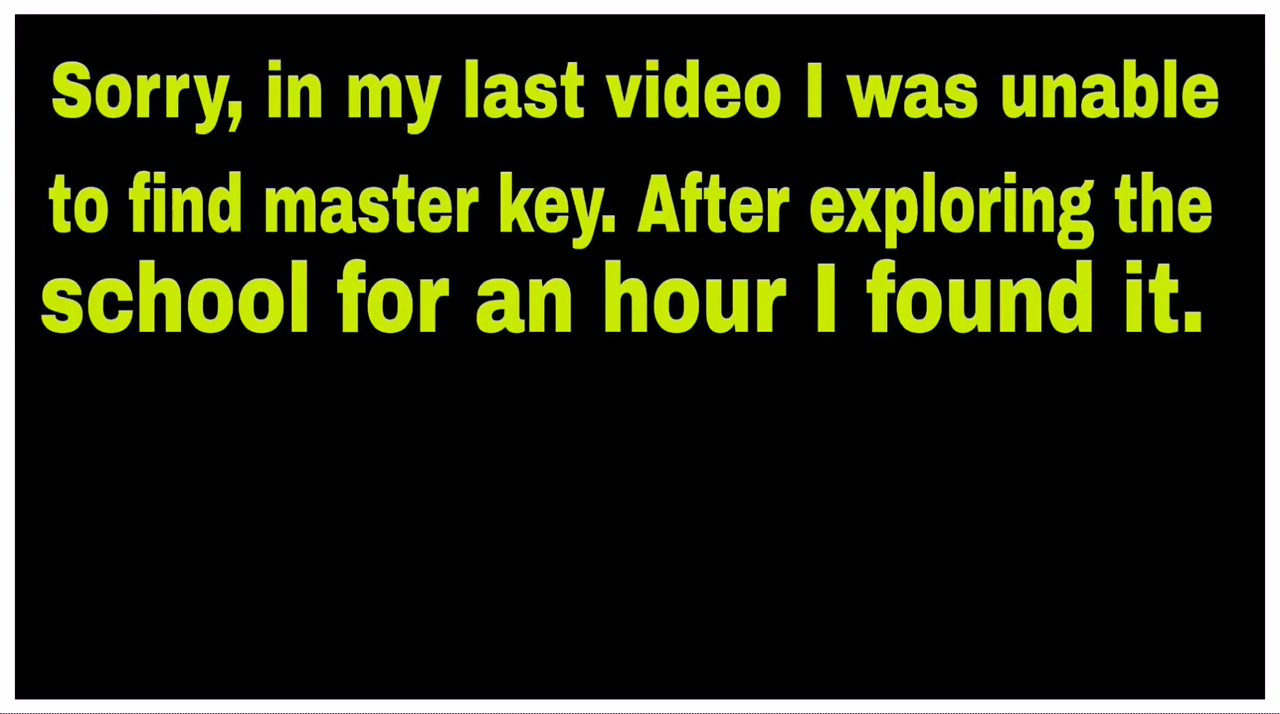 Sorry, in my last video I was unable
to find master key. After exploring the
school for an hour I found it.